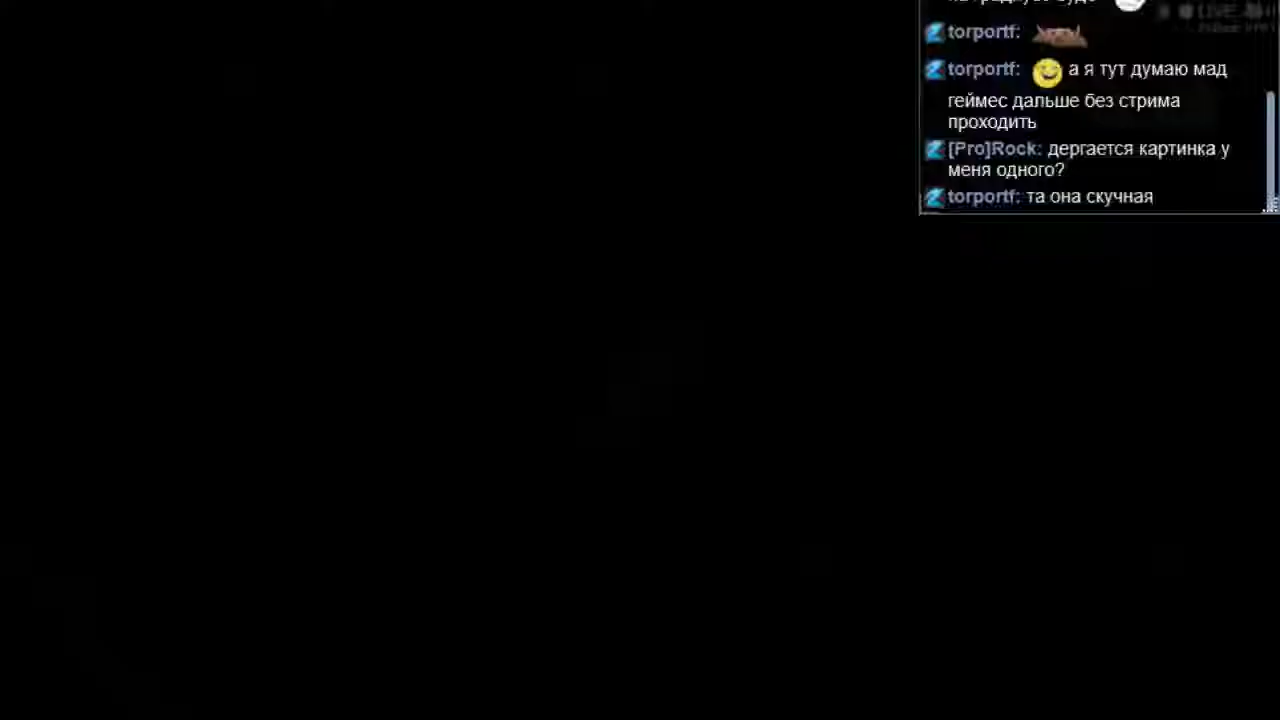 LIVE
torportf:
torportf: а я тут думаю мад
геймес дальше без стрима
проходить
[Pro]Rock: дергается картинка у
меня одного?
torportf: та она скучная